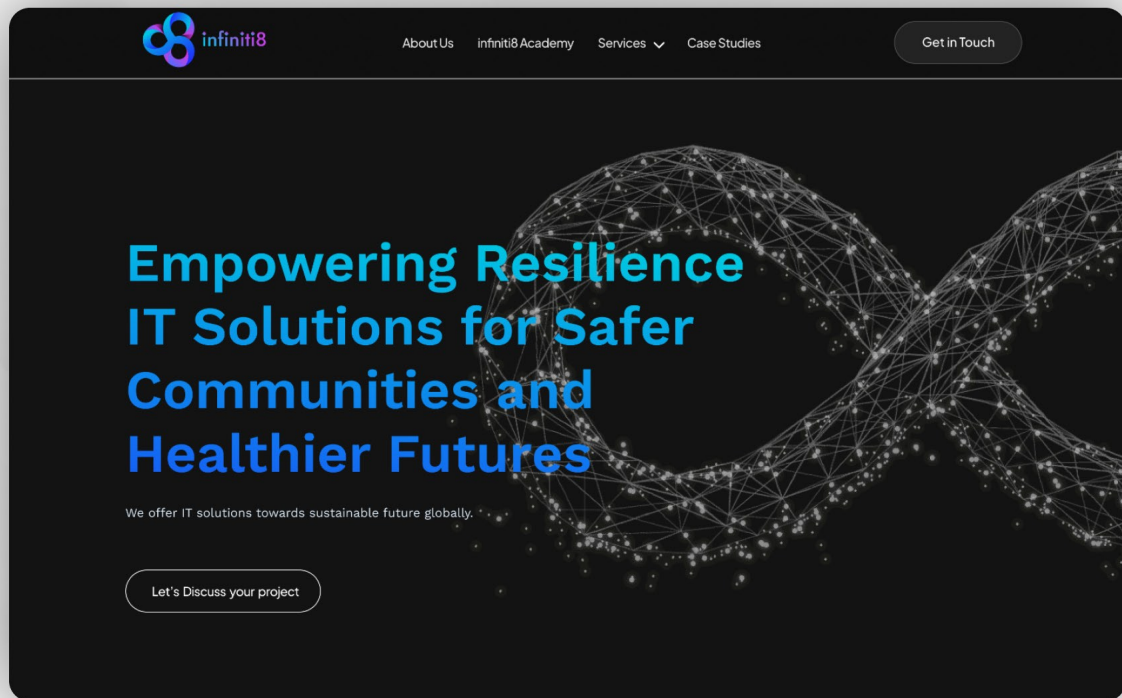 infiniti8
About Us
infiniti8 Academy
Services
Case Studies
Get in Touch
Empowering Resilience
IT Solutions for Safer
Communities and
Healthier Futures
We offer IT solutions towards sustainable future globally.
Let's Discuss your project